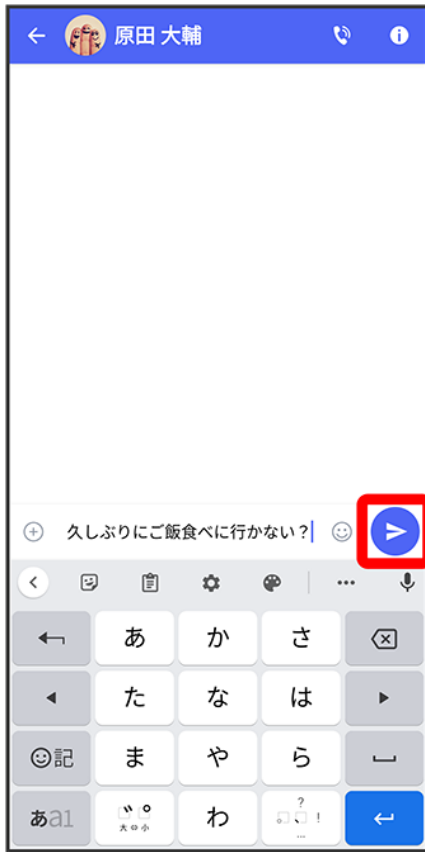 原田 大輔
久しぶりにご飯食べに行かない？
あ か さ
た な は
記 ま や ら
あa1 大⇔小 わ 。、?!…